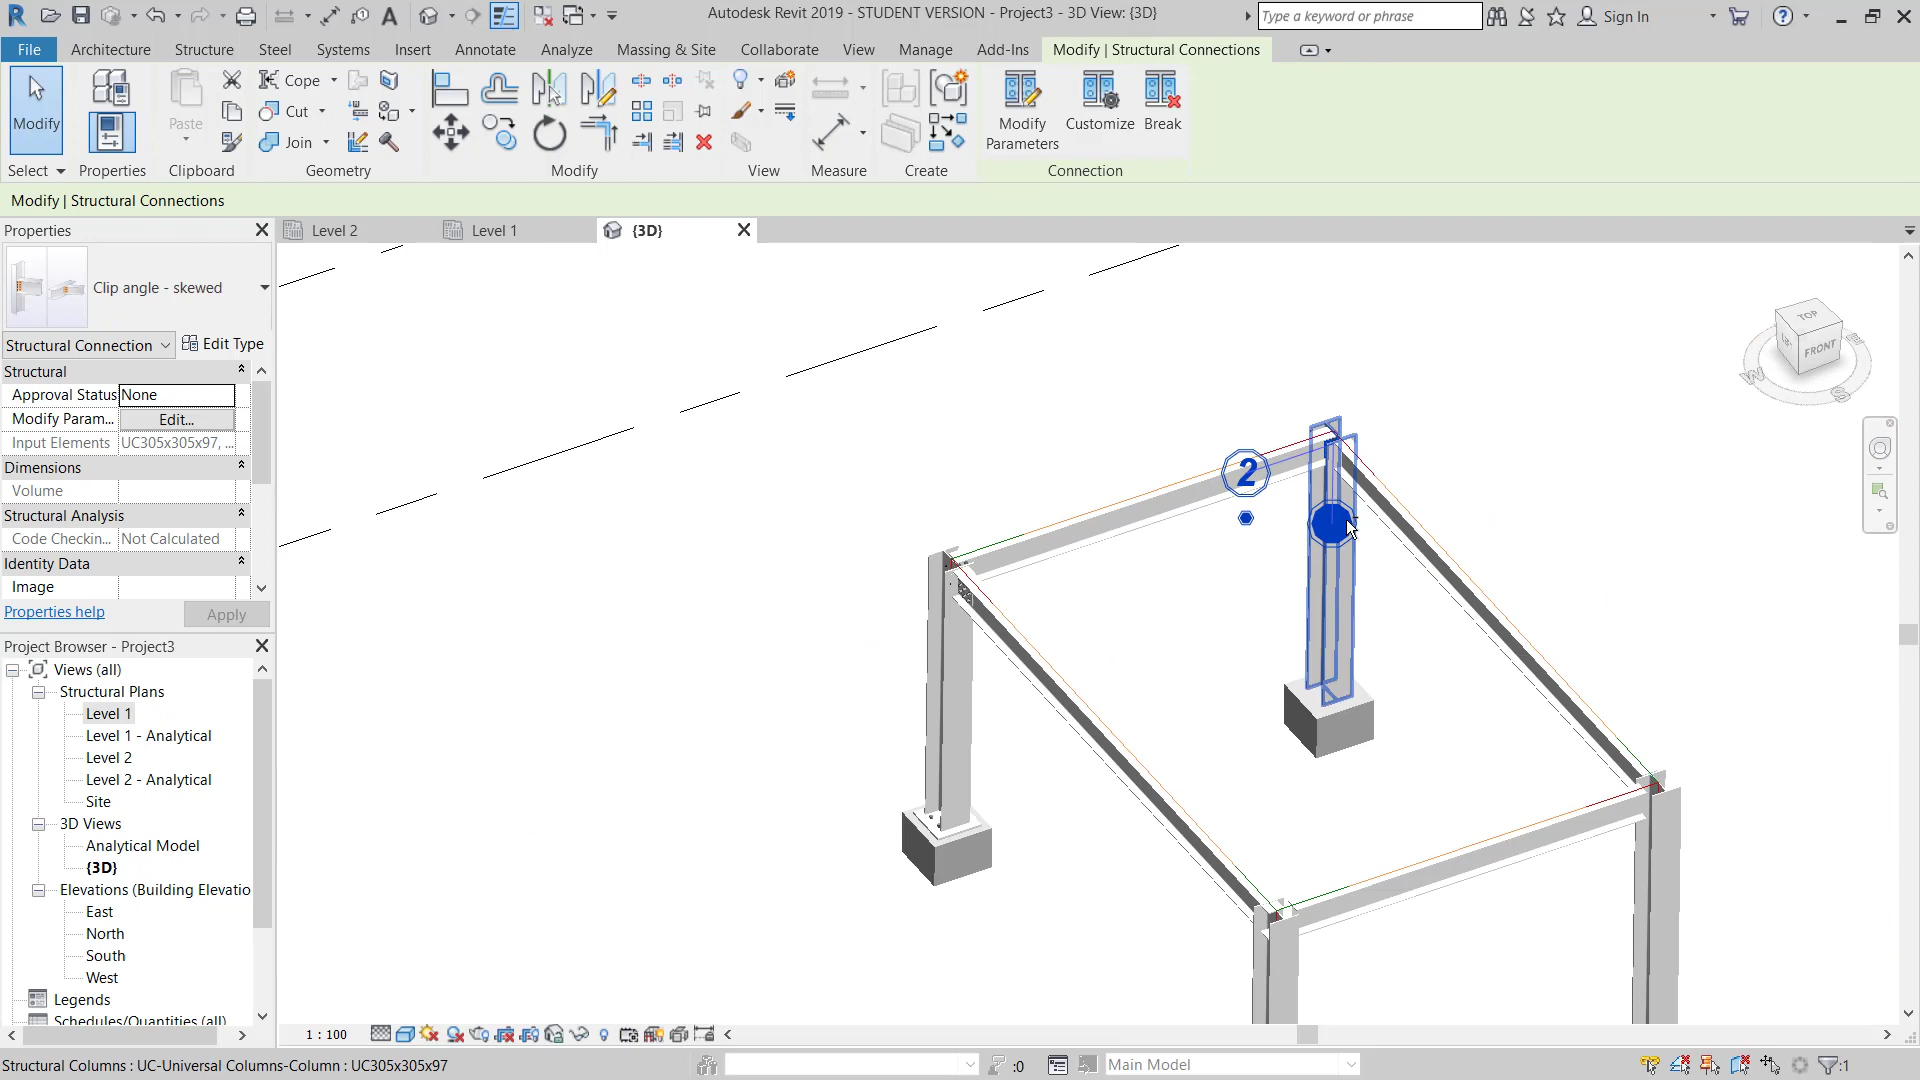 Autodesk Revit 2019 - STUDENT VERSION - Project3 - 3D View: {3D}
Type a keyword or phrase
Sign In
File
Architecture
Structure
Steel
Systems
Insert
Annotate
Analyze
Massing & Site
Collaborate
View
Manage
Add-Ins
Modify | Structural Connections
Modify
Paste
Cope
Cut
Join
Modify
Parameters
Customize
Break
Select
Properties
Clipboard
Geometry
Modify
View
Measure
Create
Connection
Modify | Structural Connections
Properties
Level 2
Level 1
{3D}
Clip angle - skewed
Structural Connection
Edit Type
Structural
Approval Status
None
Modify Param...
Edit...
Input Elements
UC305x305x97, ...
Dimensions
Volume
Structural Analysis
Code Checkin...
Not Calculated
Identity Data
Image
Properties help
Apply
Project Browser - Project3
Views (all)
Structural Plans
Level 1
Level 1 - Analytical
Level 2
Level 2 - Analytical
Site
3D Views
Analytical Model
{3D}
Elevations (Building Elevatio
East
North
South
West
Legends
Schedules/Quantities (all)
2
TOP
FRONT
W
S
E
1 : 100
Structural Columns : UC-Universal Columns-Column : UC305x305x97
:0
Main Model
:1